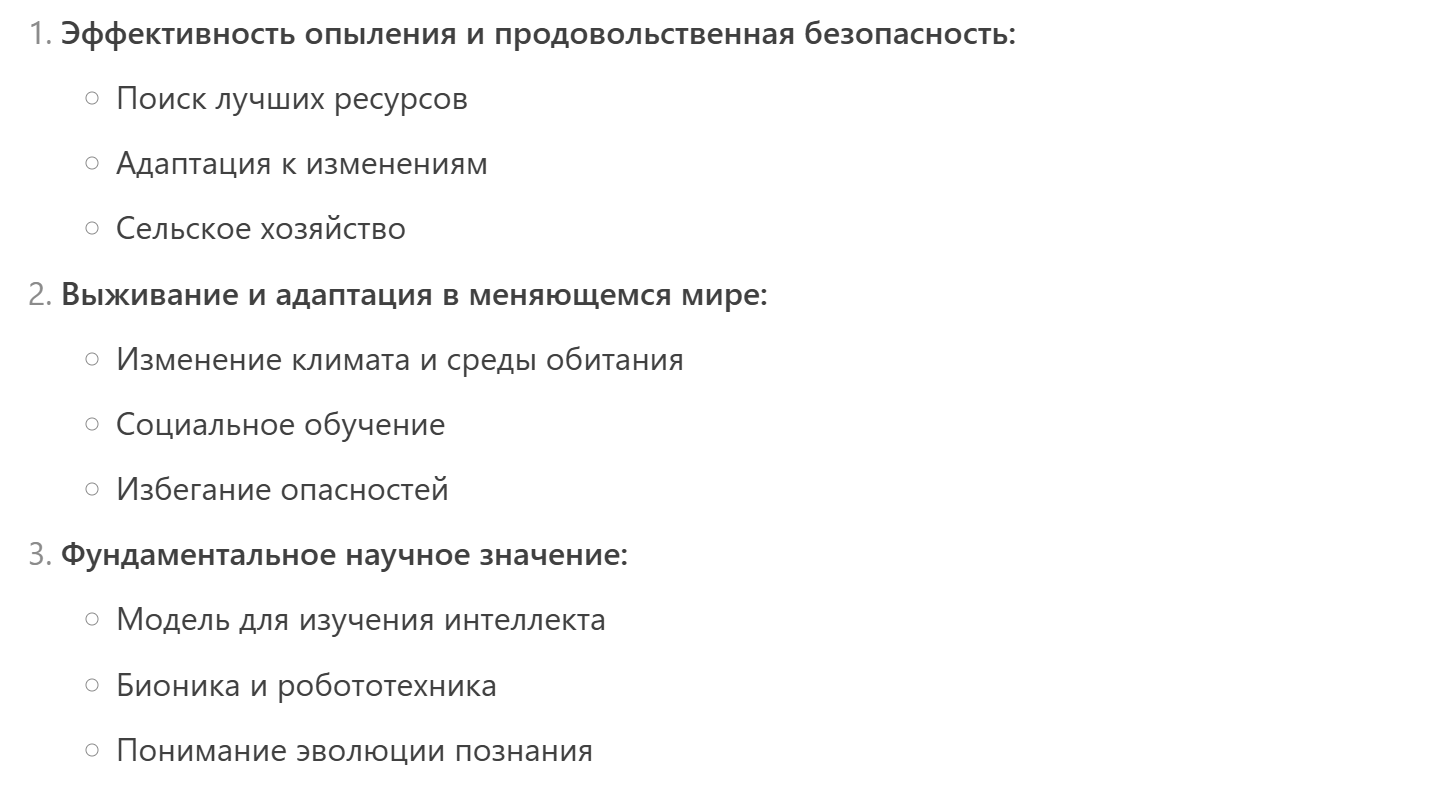 1. Эффективность опыления и продовольственная безопасность:
○ Поиск лучших ресурсов
○ Адаптация к изменениям
○ Сельское хозяйство
2. Выживание и адаптация в меняющемся мире:
○ Изменение климата и среды обитания
○ Социальное обучение
○ Избегание опасностей
3. Фундаментальное научное значение:
○ Модель для изучения интеллекта
○ Бионика и робототехника
○ Понимание эволюции познания